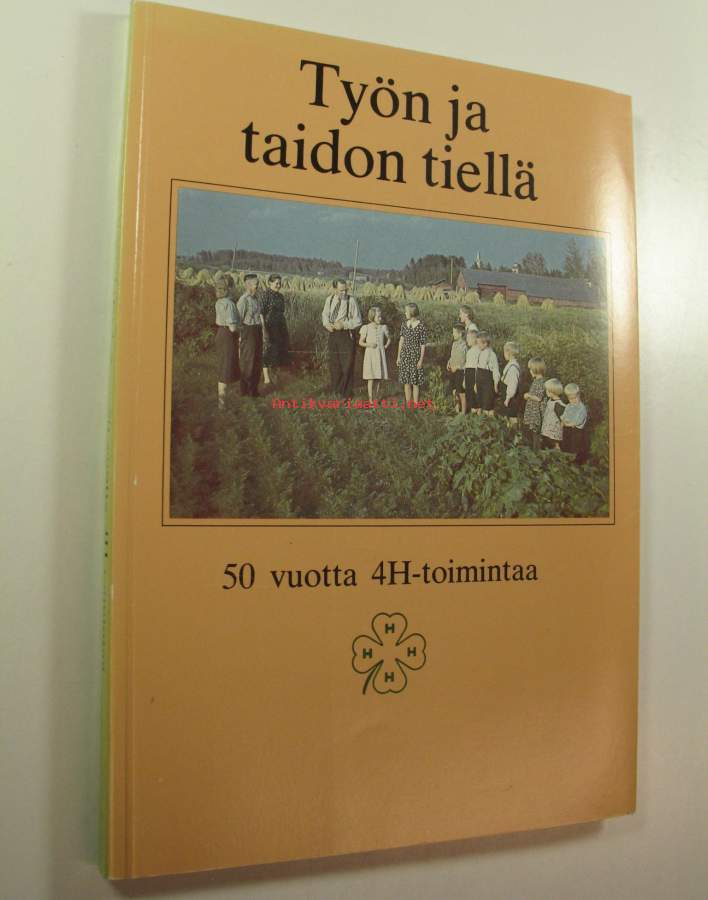 Työn ja
taidon tiellä
Antikvariaatti.net
50 vuotta 4H-toimintaa
H
H H
H